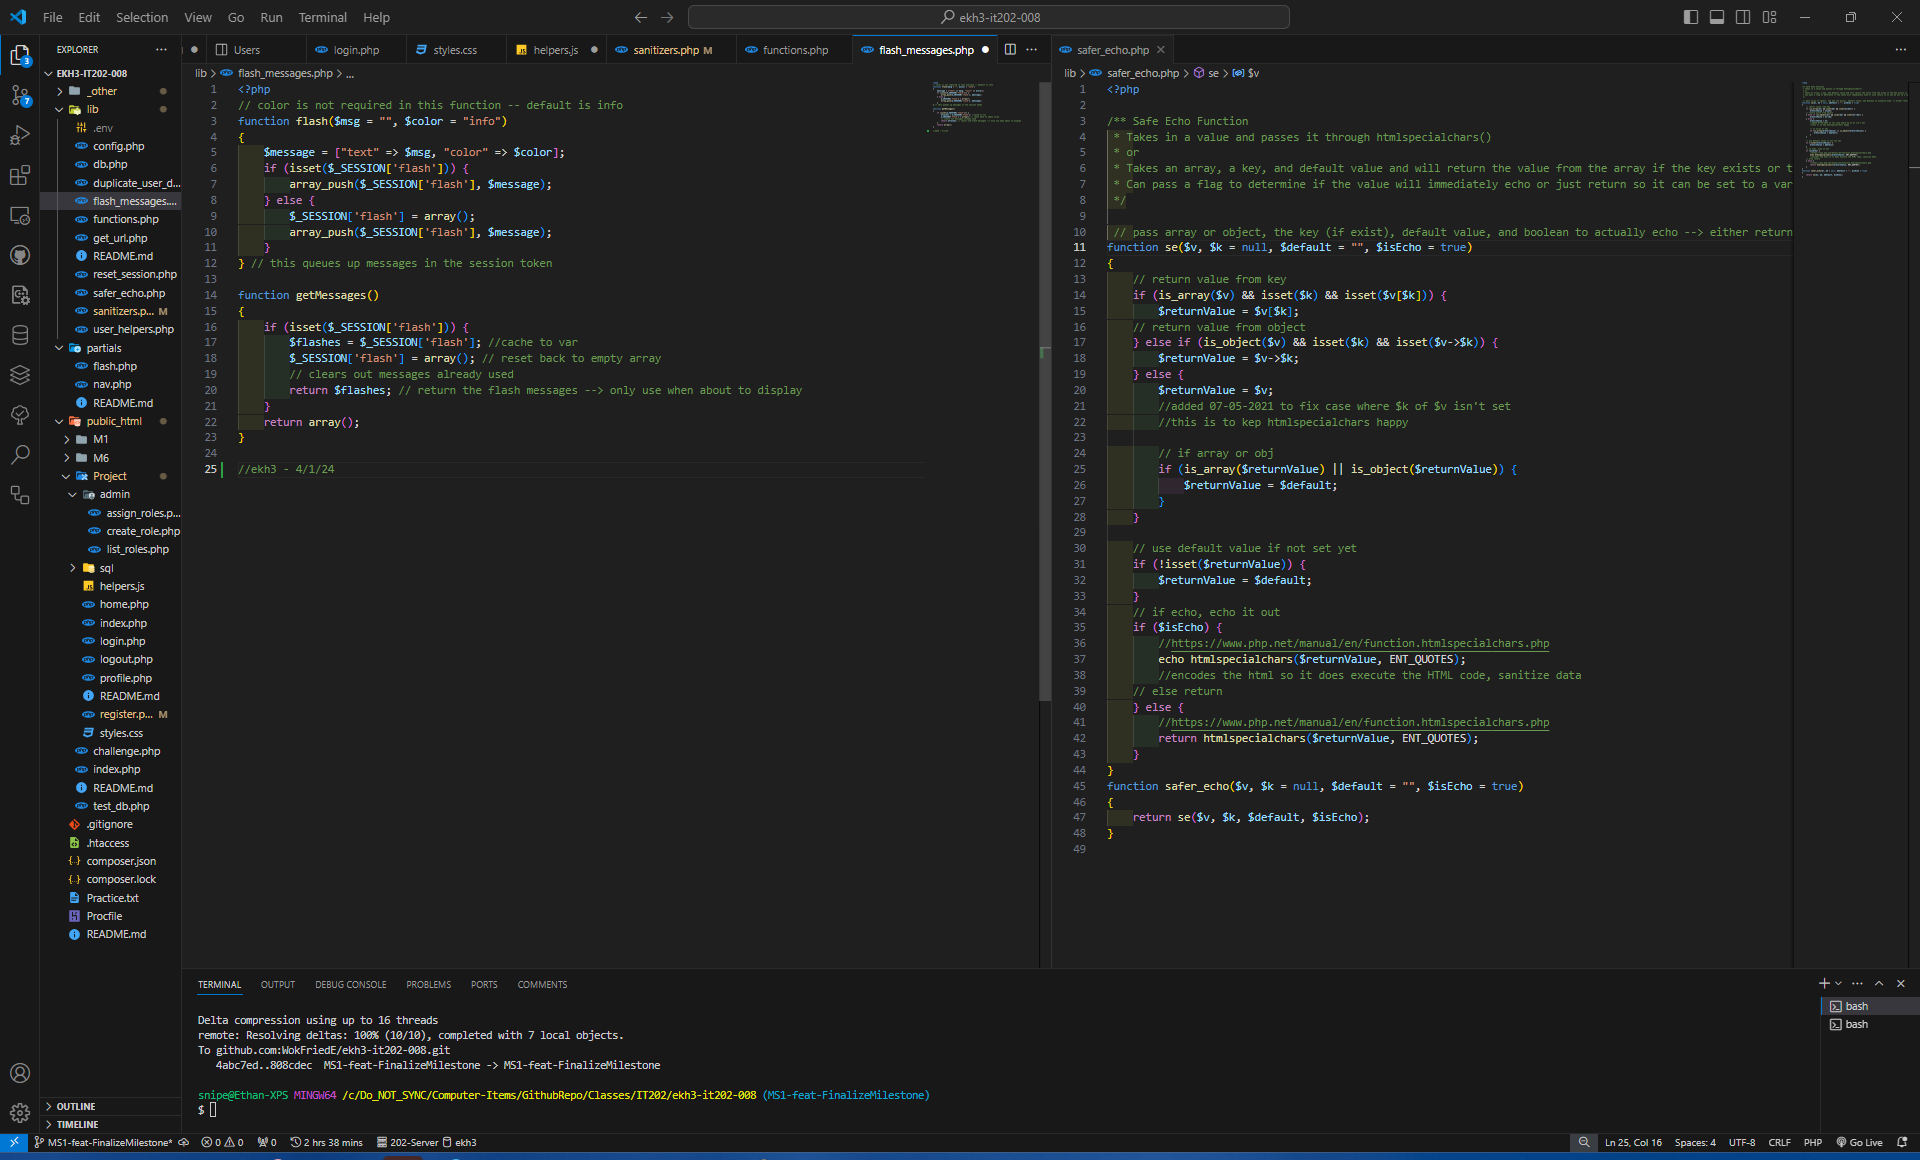 File Edit Selection View Go Run Terminal Help
ekh3-it202-008
EXPLORER
EKH3-IT202-008
_other
lib
.env
config.php
db.php
duplicate_user_d...
flash_messages....
functions.php
get_url.php
README.md
reset_session.php
safer_echo.php
sanitizers.p... M
user_helpers.php
partials
flash.php
nav.php
README.md
public_html
M1
M6
Project
admin
assign_roles.p...
create_role.php
list_roles.php
sql
helpers.js
home.php
index.php
login.php
logout.php
profile.php
README.md
register.p... M
styles.css
challenge.php
index.php
README.md
test_db.php
.gitignore
.htaccess
composer.json
composer.lock
Practice.txt
Procfile
README.md
OUTLINE
TIMELINE
Users login.php styles.css helpers.js sanitizers.php M functions.php flash_messages.php
lib > flash_messages.php > ...
1 <?php
2 // color is not required in this function -- default is info
3 function flash($msg = "", $color = "info")
4 {
5 $message = ["text" => $msg, "color" => $color];
6 if (isset($_SESSION['flash'])) {
7 array_push($_SESSION['flash'], $message);
8 } else {
9 $_SESSION['flash'] = array();
10 array_push($_SESSION['flash'], $message);
11 }
12 } // this queues up messages in the session token
13
14 function getMessages()
15 {
16 if (isset($_SESSION['flash'])) {
17 $flashes = $_SESSION['flash']; //cache to var
18 $_SESSION['flash'] = array(); // reset back to empty array
19 // clears out messages already used
20 return $flashes; // return the flash messages --> only use when about to display
21 }
22 return array();
23 }
24
25 //ekh3 - 4/1/24
safer_echo.php
lib > safer_echo.php > se > $v
1 <?php
2
3 /** Safe Echo Function
4 * Takes in a value and passes it through htmlspecialchars()
5 * or
6 * Takes an array, a key, and default value and will return the value from the array if the key exists or t
7 * Can pass a flag to determine if the value will immediately echo or just return so it can be set to a var
8 */
9
10 // pass array or object, the key (if exist), default value, and boolean to actually echo --> either return
11 function se($v, $k = null, $default = "", $isEcho = true)
12 {
13 // return value from key
14 if (is_array($v) && isset($k) && isset($v[$k])) {
15 $returnValue = $v[$k];
16 // return value from object
17 } else if (is_object($v) && isset($k) && isset($v->$k)) {
18 $returnValue = $v->$k;
19 } else {
20 $returnValue = $v;
21 //added 07-05-2021 to fix case where $k of $v isn't set
22 //this is to kep htmlspecialchars happy
23
24 // if array or obj
25 if (is_array($returnValue) || is_object($returnValue)) {
26 $returnValue = $default;
27 }
28 }
29
30 // use default value if not set yet
31 if (!isset($returnValue)) {
32 $returnValue = $default;
33 }
34 // if echo, echo it out
35 if ($isEcho) {
36 //https://www.php.net/manual/en/function.htmlspecialchars.php
37 echo htmlspecialchars($returnValue, ENT_QUOTES);
38 //encodes the html so it does execute the HTML code, sanitize data
39 // else return
40 } else {
41 //https://www.php.net/manual/en/function.htmlspecialchars.php
42 return htmlspecialchars($returnValue, ENT_QUOTES);
43 }
44 }
45 function safer_echo($v, $k = null, $default = "", $isEcho = true)
46 {
47 return se($v, $k, $default, $isEcho);
48 }
49
TERMINAL OUTPUT DEBUG CONSOLE PROBLEMS PORTS COMMENTS
Delta compression using up to 16 threads
remote: Resolving deltas: 100% (10/10), completed with 7 local objects.
To github.com:WokFriedE/ekh3-it202-008.git
4abc7ed..808cdec MS1-feat-FinalizeMilestone -> MS1-feat-FinalizeMilestone
snipe@Ethan-XPS MINGW64 /c/Do_NOT_SYNC/Computer-Items/GithubRepo/Classes/IT202/ekh3-it202-008 (MS1-feat-FinalizeMilestone)
$
bash
bash
MS1-feat-FinalizeMilestone* 0 0 0 2 hrs 38 mins 202-Server ekh3
Ln 25, Col 16 Spaces: 4 UTF-8 CRLF PHP Go Live
3
7